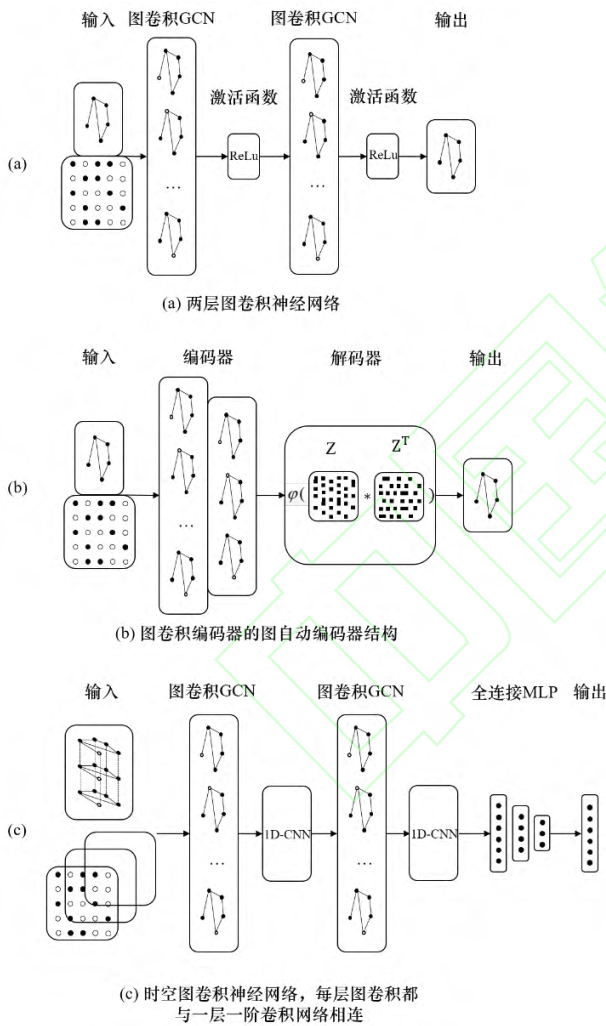 输入 图卷积GCN 图卷积GCN 输出
激活函数 激活函数
(a)
ReLu ReLu
...
...
(a) 两层图卷积神经网络
输入 编码器 解码器 输出
Z Z^T
(b)
φ( * )
...
(b) 图卷积编码器的图自动编码器结构
输入 图卷积GCN 图卷积GCN 全连接MLP 输出
(c)
1D-CNN 1D-CNN
...
...
(c) 时空图卷积神经网络，每层图卷积都
与一层一阶卷积网络相连